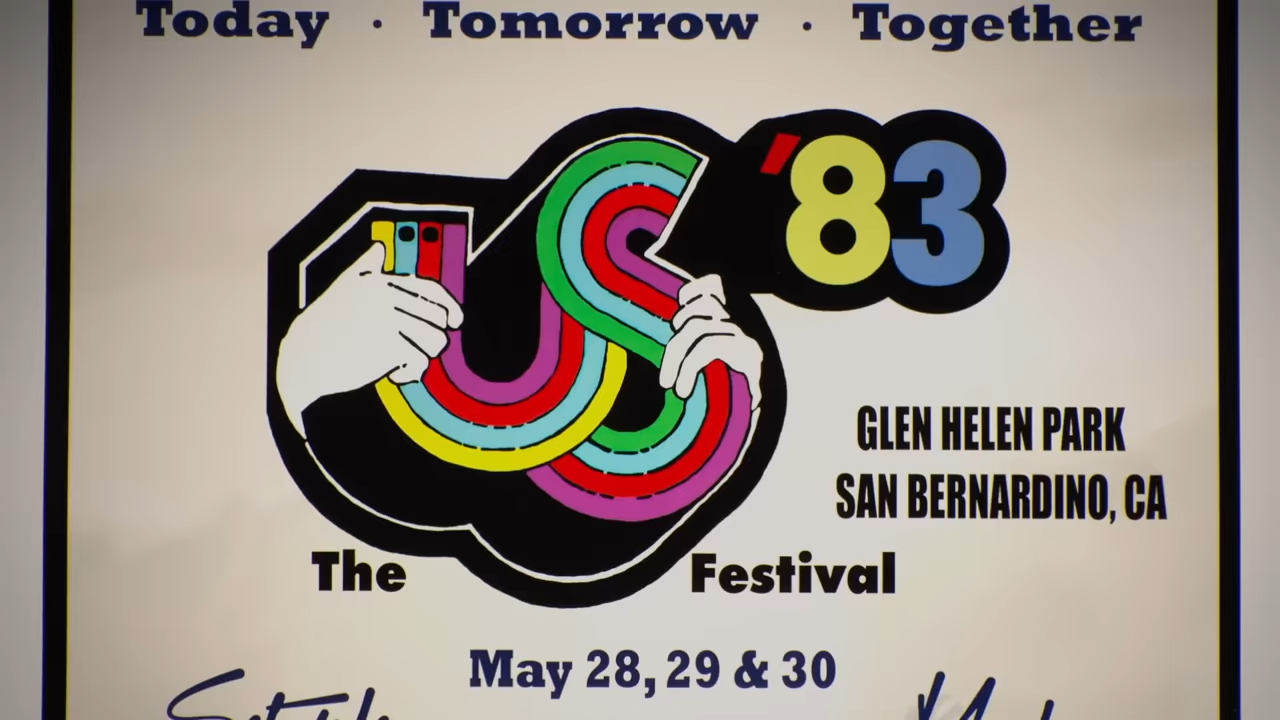 Today · Tomorrow · Together
US '83
GLEN HELEN PARK
SAN BERNARDINO, CA
The Festival
May 28, 29 & 30